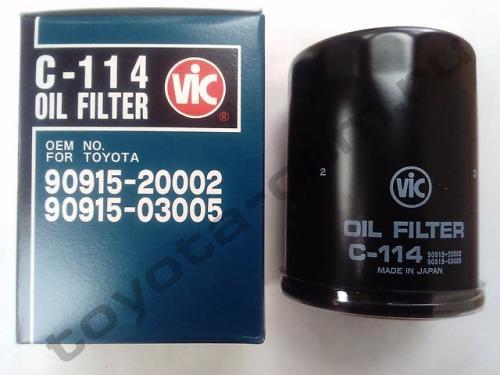 C-114
OIL FILTER
VIC
®
OEM NO.
FOR TOYOTA
90915-20002
90915-03005
2
3
VIC
OIL FILTER
C-114 90915-20002
90915-03005
MADE IN JAPAN